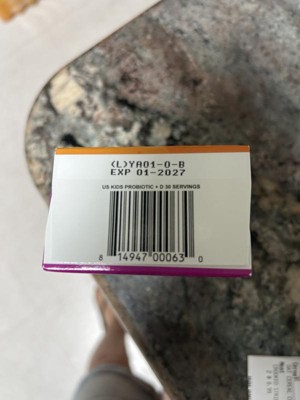 (L)YA01-0-B
EXP 01-2027
US KIDS PROBIOTIC + D 30 SERVINGS
8 14947 00063 0